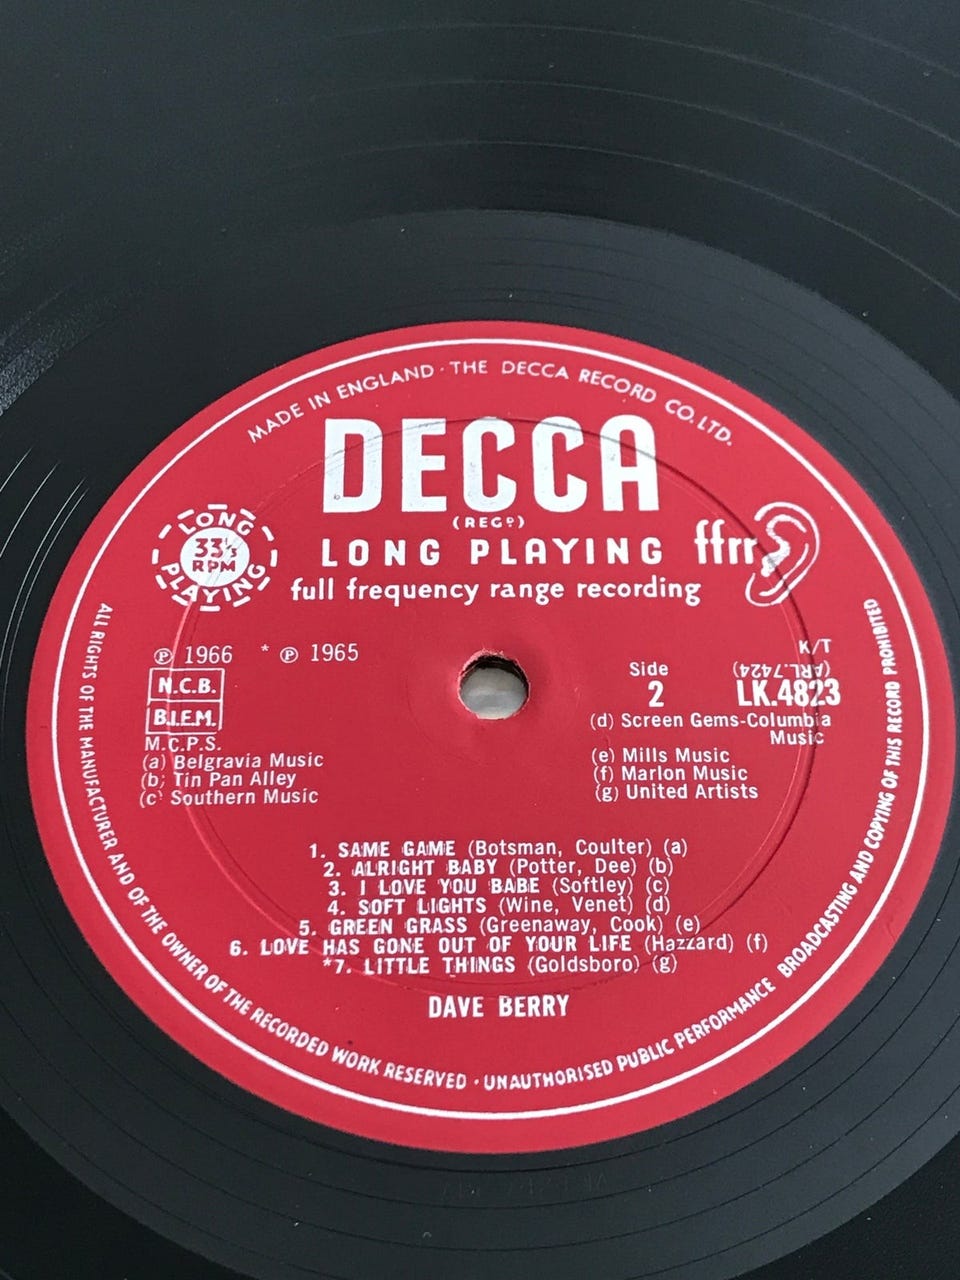 MADE IN ENGLAND · THE DECCA RECORD CO. LTD.
DECCA
(REGD)
LONG PLAYING ffrr
full frequency range recording
LONG
33⅓
RPM
PLAYING
℗ 1966 * ℗ 1965
N.C.B.
B.I.E.M.
M.C.P.S.
(a) Belgravia Music
(b) Tin Pan Alley
(c) Southern Music
K/T
(ARL.7424)
Side
2
LK.4823
(d) Screen Gems-Columbia
Music
(e) Mills Music
(f) Marlon Music
(g) United Artists
1. SAME GAME (Botsman, Coulter) (a)
2. ALRIGHT BABY (Potter, Dee) (b)
3. I LOVE YOU BABE (Softley) (c)
4. SOFT LIGHTS (Wine, Venet) (d)
5. GREEN GRASS (Greenaway, Cook) (e)
6. LOVE HAS GONE OUT OF YOUR LIFE (Hazzard) (f)
*7. LITTLE THINGS (Goldsboro) (g)
DAVE BERRY
ALL RIGHTS OF THE MANUFACTURER AND OF THE OWNER OF THE RECORDED WORK RESERVED · UNAUTHORISED PUBLIC PERFORMANCE BROADCASTING AND COPYING OF THIS RECORD PROHIBITED